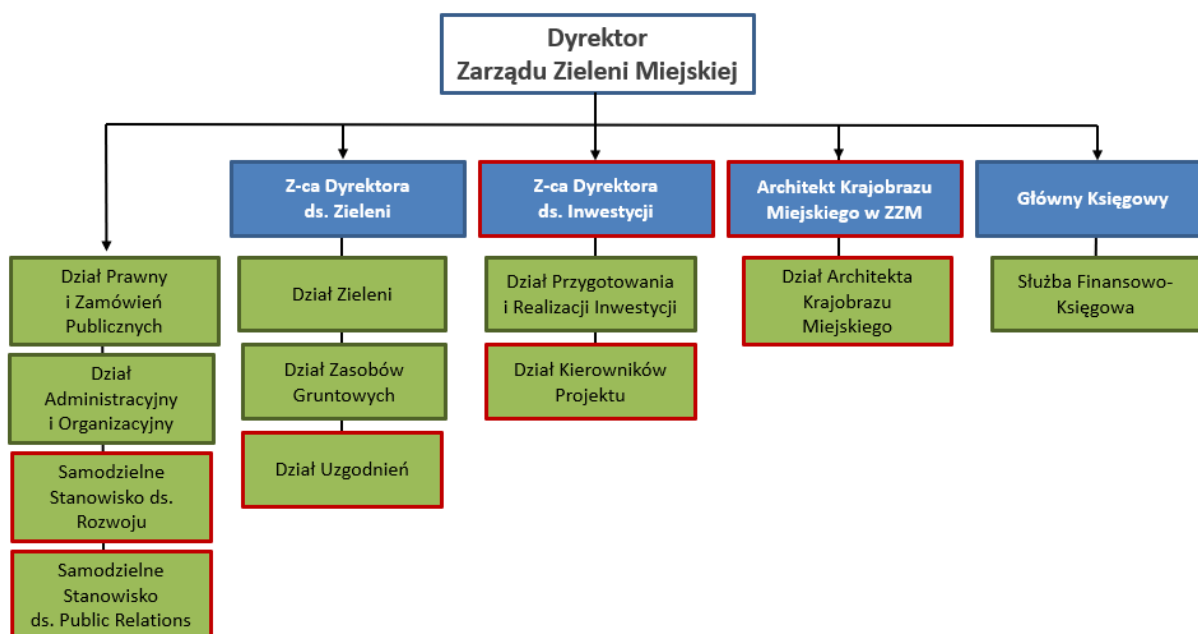 Dyrektor
Zarządu Zieleni Miejskiej
Z-ca Dyrektora
ds. Zieleni
Z-ca Dyrektora
ds. Inwestycji
Architekt Krajobrazu
Miejskiego w ZZM
Główny Księgowy
Dział Prawny
i Zamówień
Publicznych
Dział
Administracyjny
i Organizacyjny
Samodzielne
Stanowisko ds.
Rozwoju
Samodzielne
Stanowisko
ds. Public Relations
Dział Zieleni
Dział Zasobów
Gruntowych
Dział Uzgodnień
Dział Przygotowania
i Realizacji Inwestycji
Dział Kierowników
Projektu
Dział Architekta
Krajobrazu
Miejskiego
Służba Finansowo-
Księgowa